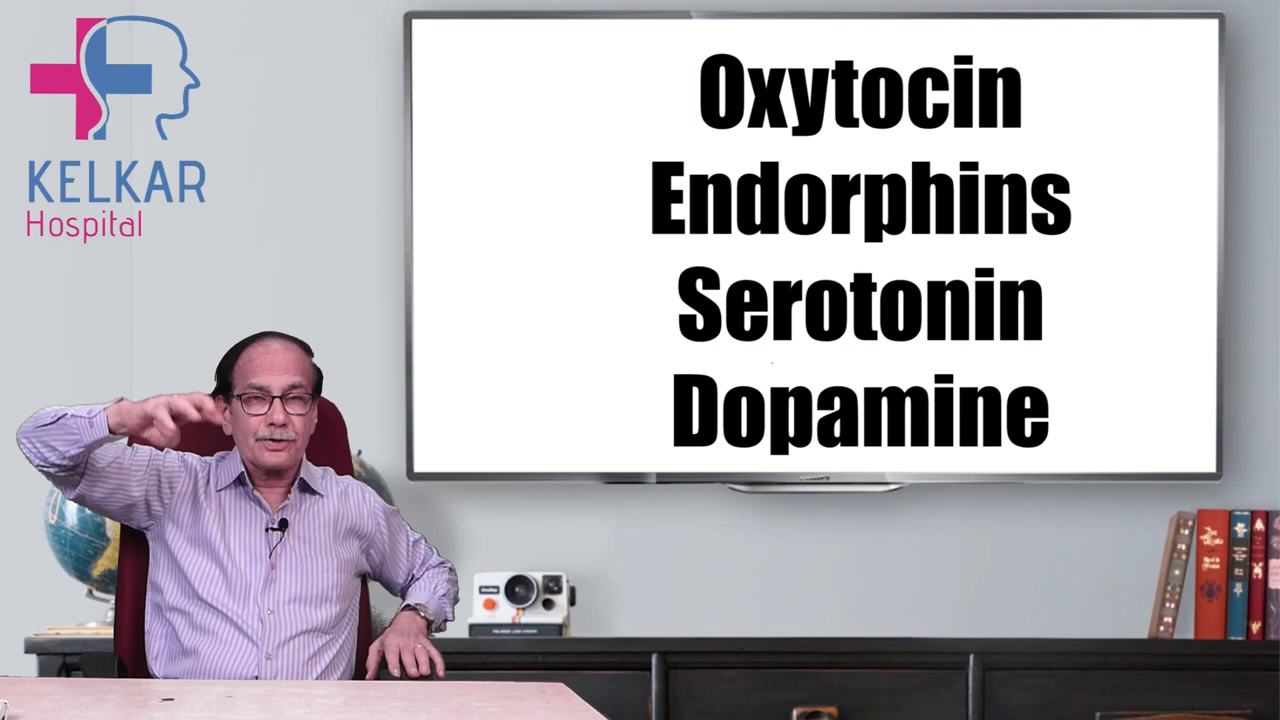 KELKAR
Hospital
Oxytocin
Endorphins
Serotonin
Dopamine